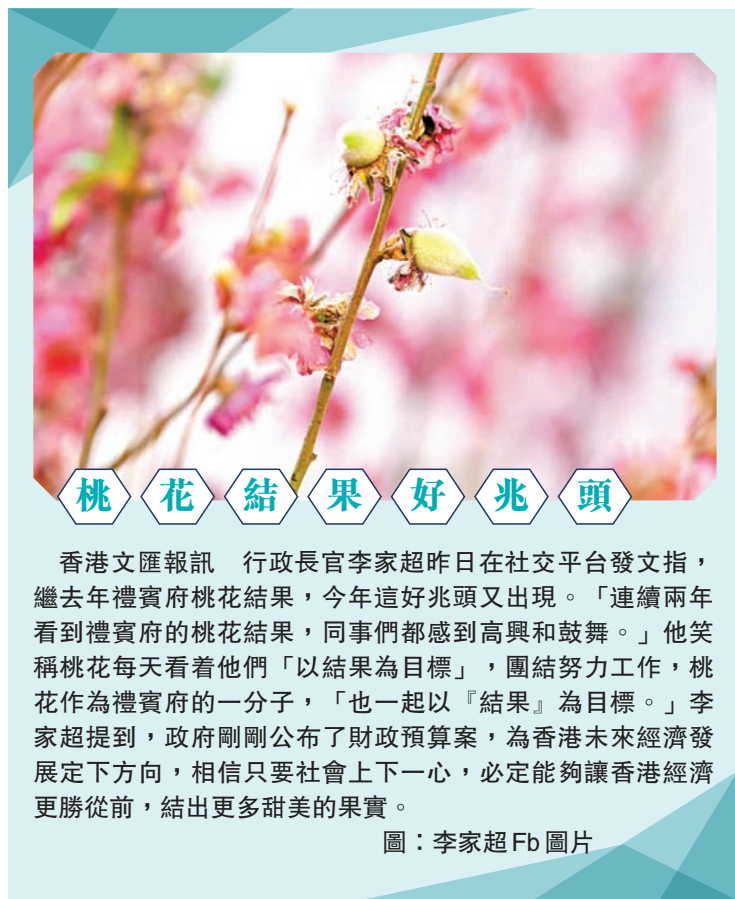 桃花結果好兆頭
香港文匯報訊　行政長官李家超昨日在社交平台發文指，
繼去年禮賓府桃花結果，今年這好兆頭又出現。「連續兩年
看到禮賓府的桃花結果，同事們都感到高興和鼓舞。」他笑
稱桃花每天看着他們「以結果為目標」，團結努力工作，桃
花作為禮賓府的一分子，「也一起以『結果』為目標。」李
家超提到，政府剛剛公布了財政預算案，為香港未來經濟發
展定下方向，相信只要社會上下一心，必定能夠讓香港經濟
更勝從前，結出更多甜美的果實。
圖：李家超Fb圖片